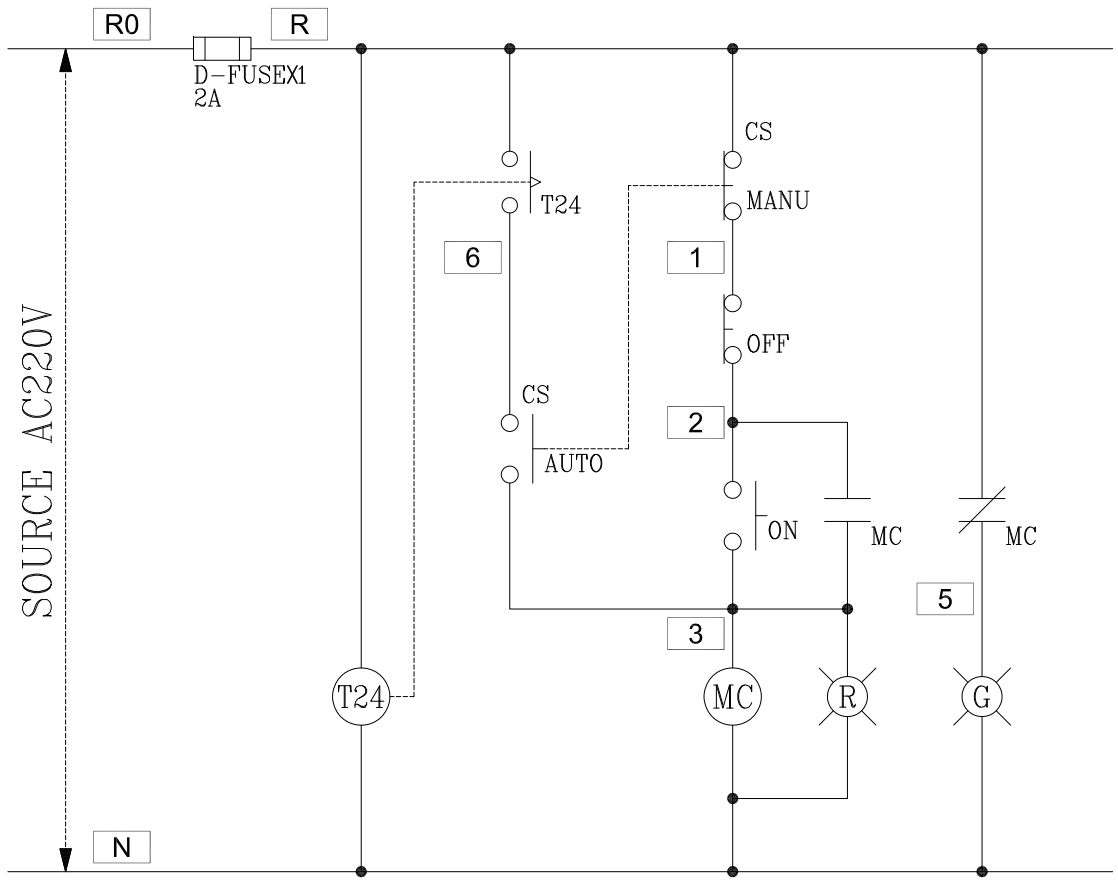 R0
R
D-FUSEX1
2A
CS
T24
MANU
6
1
OFF
SOURCE AC220V
CS
2
AUTO
ON
MC
MC
5
3
T24
MC
R
G
N